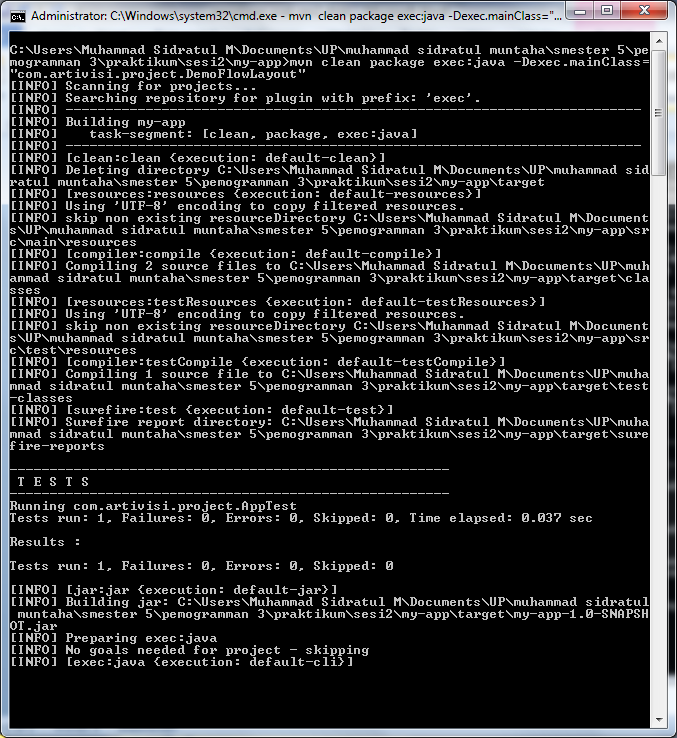 Administrator: C:\Windows\system32\cmd.exe - mvn  clean package exec:java -Dexec.mainClass="...
C:\Users\Muhammad Sidratul M\Documents\UP\muhammad sidratul muntaha\smester 5\pe
mogramman 3\praktikum\sesi2\my-app>mvn clean package exec:java -Dexec.mainClass=
"com.artivisi.project.DemoFlowLayout"
[INFO] Scanning for projects...
[INFO] Searching repository for plugin with prefix: 'exec'.
[INFO] ------------------------------------------------------------------------
[INFO] Building my-app
[INFO]    task-segment: [clean, package, exec:java]
[INFO] ------------------------------------------------------------------------
[INFO] [clean:clean {execution: default-clean}]
[INFO] Deleting directory C:\Users\Muhammad Sidratul M\Documents\UP\muhammad sid
ratul muntaha\smester 5\pemogramman 3\praktikum\sesi2\my-app\target
[INFO] [resources:resources {execution: default-resources}]
[INFO] Using 'UTF-8' encoding to copy filtered resources.
[INFO] skip non existing resourceDirectory C:\Users\Muhammad Sidratul M\Document
s\UP\muhammad sidratul muntaha\smester 5\pemogramman 3\praktikum\sesi2\my-app\sr
c\main\resources
[INFO] [compiler:compile {execution: default-compile}]
[INFO] Compiling 2 source files to C:\Users\Muhammad Sidratul M\Documents\UP\muh
ammad sidratul muntaha\smester 5\pemogramman 3\praktikum\sesi2\my-app\target\cla
sses
[INFO] [resources:testResources {execution: default-testResources}]
[INFO] Using 'UTF-8' encoding to copy filtered resources.
[INFO] skip non existing resourceDirectory C:\Users\Muhammad Sidratul M\Document
s\UP\muhammad sidratul muntaha\smester 5\pemogramman 3\praktikum\sesi2\my-app\sr
c\test\resources
[INFO] [compiler:testCompile {execution: default-testCompile}]
[INFO] Compiling 1 source file to C:\Users\Muhammad Sidratul M\Documents\UP\muha
mmad sidratul muntaha\smester 5\pemogramman 3\praktikum\sesi2\my-app\target\test
-classes
[INFO] [surefire:test {execution: default-test}]
[INFO] Surefire report directory: C:\Users\Muhammad Sidratul M\Documents\UP\muha
mmad sidratul muntaha\smester 5\pemogramman 3\praktikum\sesi2\my-app\target\sure
fire-reports
-------------------------------------------------------
 T E S T S
-------------------------------------------------------
Running com.artivisi.project.AppTest
Tests run: 1, Failures: 0, Errors: 0, Skipped: 0, Time elapsed: 0.037 sec
Results :
Tests run: 1, Failures: 0, Errors: 0, Skipped: 0
[INFO] [jar:jar {execution: default-jar}]
[INFO] Building jar: C:\Users\Muhammad Sidratul M\Documents\UP\muhammad sidratul
 muntaha\smester 5\pemogramman 3\praktikum\sesi2\my-app\target\my-app-1.0-SNAPSH
OT.jar
[INFO] Preparing exec:java
[INFO] No goals needed for project - skipping
[INFO] [exec:java {execution: default-cli}]